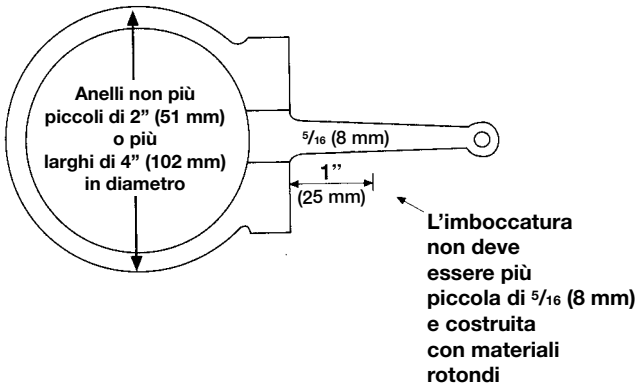 Anelli non più
piccoli di 2” (51 mm)
o più
larghi di 4” (102 mm)
in diametro
5/16 (8 mm)
1”
(25 mm)
L’imboccatura
non deve
essere più
piccola di 5/16 (8 mm)
e costruita
con materiali
rotondi